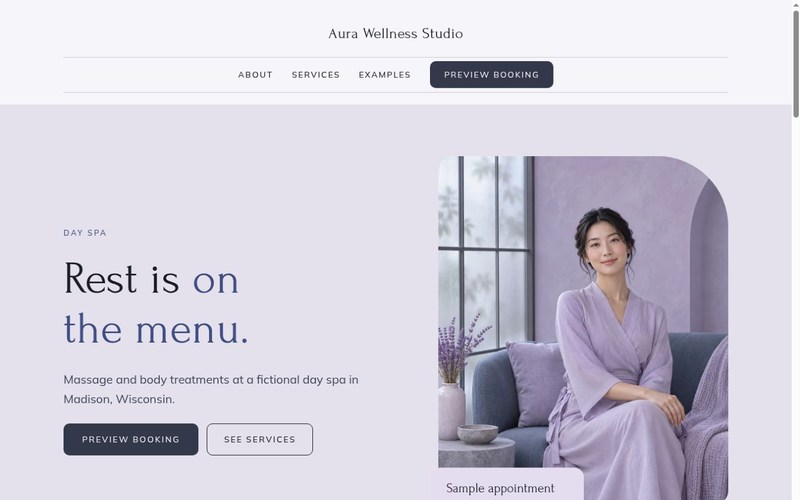 Aura Wellness Studio
ABOUT SERVICES EXAMPLES PREVIEW BOOKING
DAY SPA
Rest is on
the menu.
Massage and body treatments at a fictional day spa in
Madison, Wisconsin.
PREVIEW BOOKING SEE SERVICES
Sample appointment